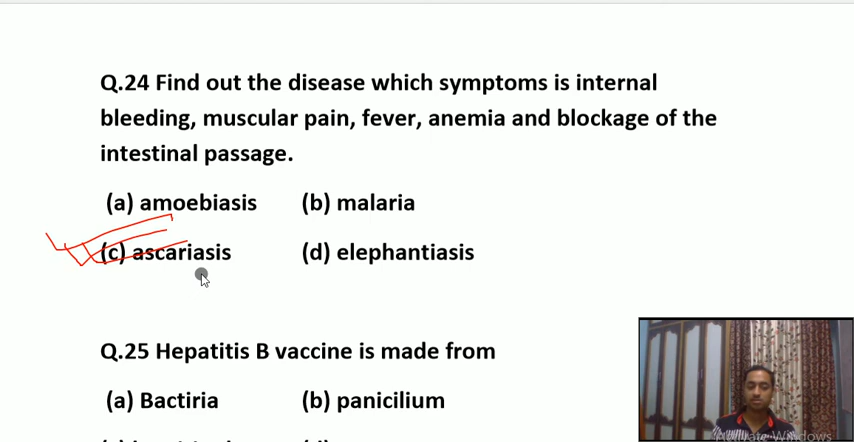 Q.24 Find out the disease which symptoms is internal
bleeding, muscular pain, fever, anemia and blockage of the
intestinal passage.
(a) amoebiasis (b) malaria
(c) ascariasis (d) elephantiasis
Q.25 Hepatitis B vaccine is made from
(a) Bactiria (b) panicilium